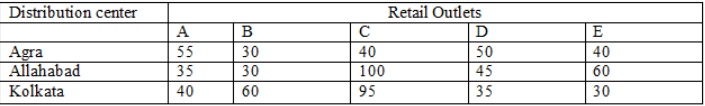 Distribution center Retail Outlets
A B C D E
Agra 55 30 40 50 40
Allahabad 35 30 100 45 60
Kolkata 40 60 95 35 30